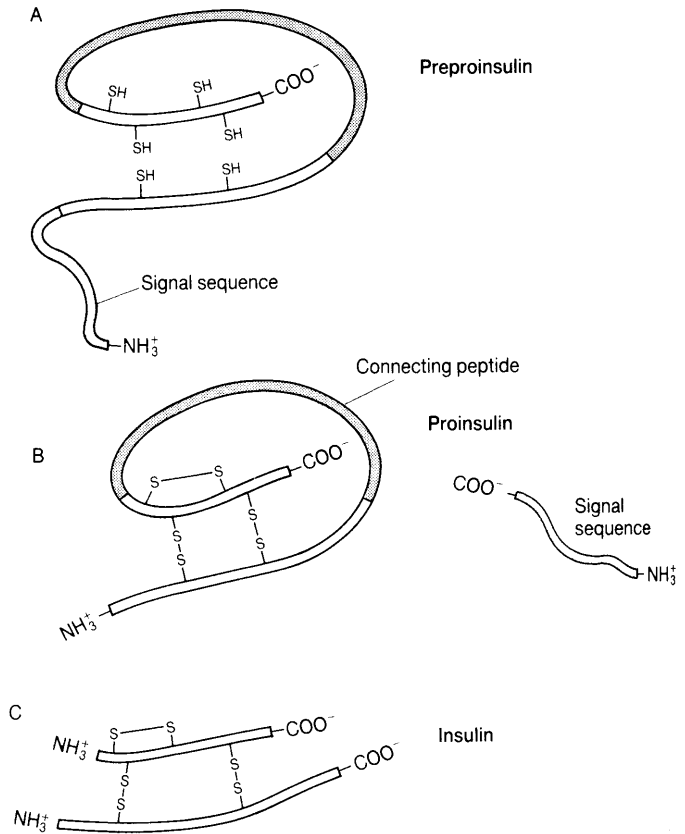 A
Preproinsulin
SH
SH
COO⁻
SH
SH
SH
SH
Signal sequence
NH₃⁺
Connecting peptide
Proinsulin
B
S
S
COO⁻
S
S
S
S
COO⁻
Signal
sequence
NH₃⁺
NH₃⁺
C
S
S
COO⁻
Insulin
NH₃⁺
S
S
S
S
COO⁻
NH₃⁺